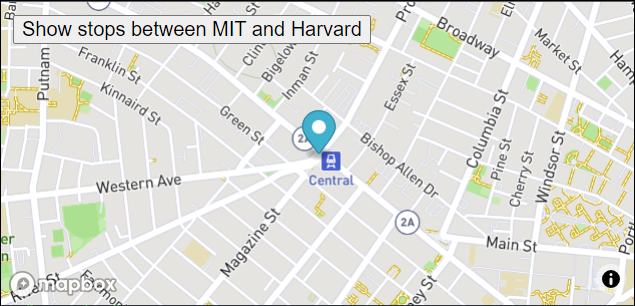 Show stops between MIT and Harvard
Broadway
Market St
Putnam
Franklin St
Bigelow
Inman St
Kinnaird St
Green St
Essex St
Columbia St
Windsor St
Pine St
Cherry St
2A
Bishop Allen Dr
Central
Western Ave
Magazine St
2A
Main St
mapbox